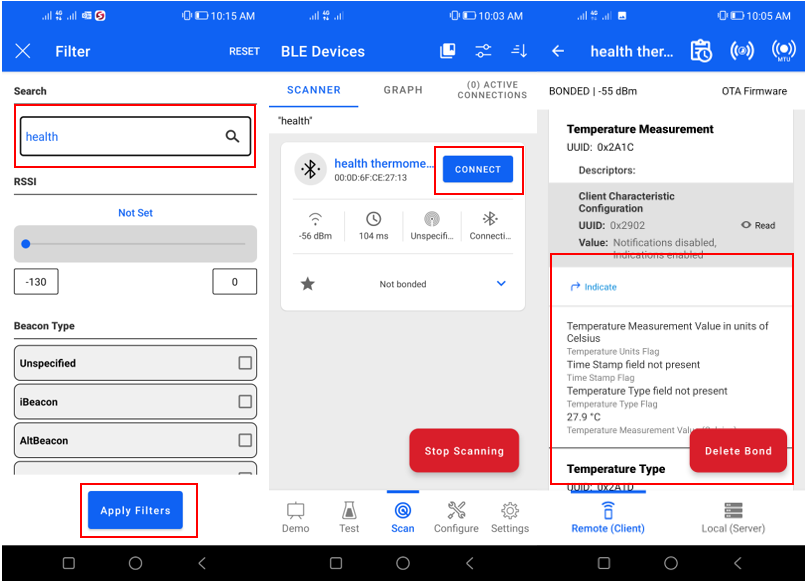 10:15 AM
Filter
RESET
Search
health
RSSI
Not Set
-130
0
Beacon Type
Unspecified
iBeacon
AltBeacon
Apply Filters
10:03 AM
BLE Devices
SCANNER
GRAPH
(0) ACTIVE
CONNECTIONS
"health"
health thermome...
00:0D:6F:CE:27:13
CONNECT
-56 dBm
104 ms
Unspecifi...
Connecti...
Not bonded
Stop Scanning
Demo
Test
Scan
Configure
Settings
10:05 AM
health ther...
MTU
BONDED | -55 dBm
OTA Firmware
Temperature Measurement
UUID: 0x2A1C
Descriptors:
Client Characteristic
Configuration
UUID: 0x2902
Read
Value: Notifications disabled,
Indications enabled
Indicate
Temperature Measurement Value in units of
Celsius
Temperature Units Flag
Time Stamp field not present
Time Stamp Flag
Temperature Type field not present
Temperature Type Flag
27.9 °C
Temperature Measurement
Delete Bond
Temperature Type
UUID: 0x2A1D
Remote (Client)
Local (Server)